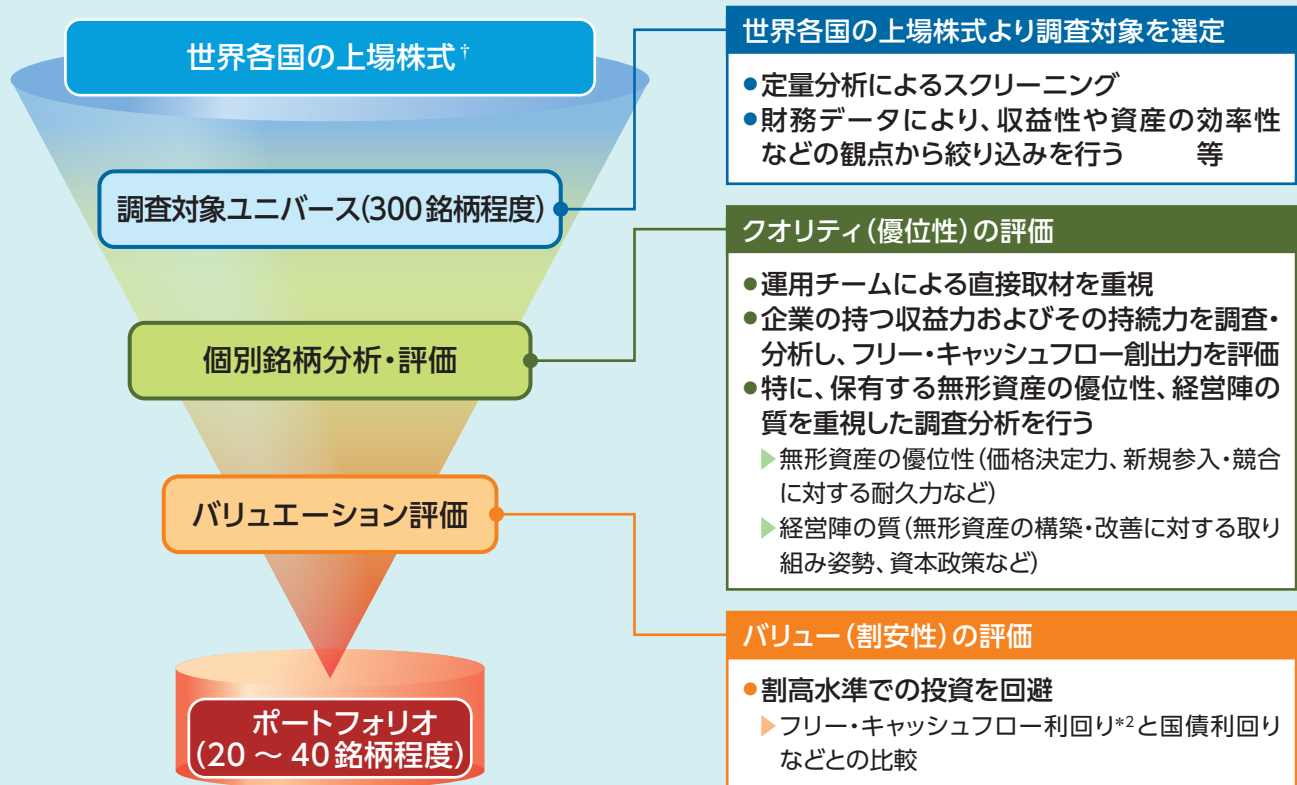 世界各国の上場株式†
調査対象ユニバース(300銘柄程度)
個別銘柄分析・評価
バリュエーション評価
ポートフォリオ
(20 ～ 40銘柄程度)
世界各国の上場株式より調査対象を選定
●定量分析によるスクリーニング
●財務データにより、収益性や資産の効率性
などの観点から絞り込みを行う 等
クオリティ(優位性)の評価
●運用チームによる直接取材を重視
●企業の持つ収益力およびその持続力を調査・
分析し、フリー・キャッシュフロー創出力を評価
●特に、保有する無形資産の優位性、経営陣の
質を重視した調査分析を行う
▶無形資産の優位性(価格決定力、新規参入・競合
に対する耐久力など)
▶経営陣の質(無形資産の構築・改善に対する取り
組み姿勢、資本政策など)
バリュー(割安性)の評価
●割高水準での投資を回避
▶フリー・キャッシュフロー利回り*2と国債利回り
などとの比較